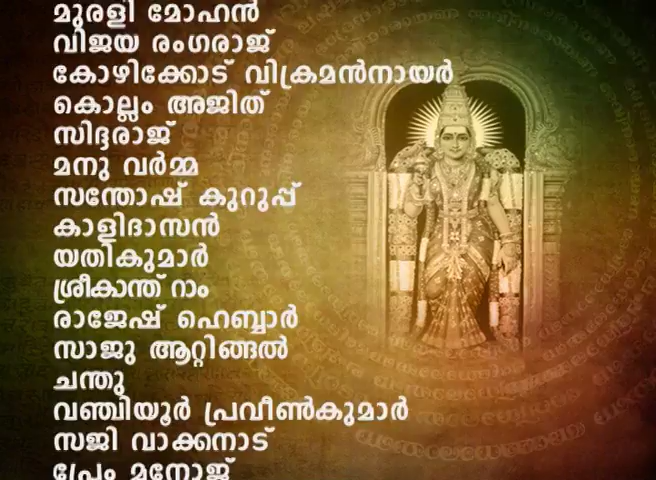 മുരളി മോഹൻ
വിജയ രംഗരാജ്
കോഴിക്കോട് വിക്രമൻനായർ
കൊല്ലം അജിത്
സിദ്ദരാജ്
മനു വർമ്മ
സന്തോഷ് കുറുപ്പ്
കാളിദാസൻ
യതികുമാർ
ശ്രീകാന്ത് റാം
രാജേഷ് ഹെബ്ബാർ
സാജു ആറ്റിങ്ങൽ
ചന്തു
വഞ്ചിയൂർ പ്രവീൺകുമാർ
സജി വാക്കനാട്
പ്രേം മനോജ്